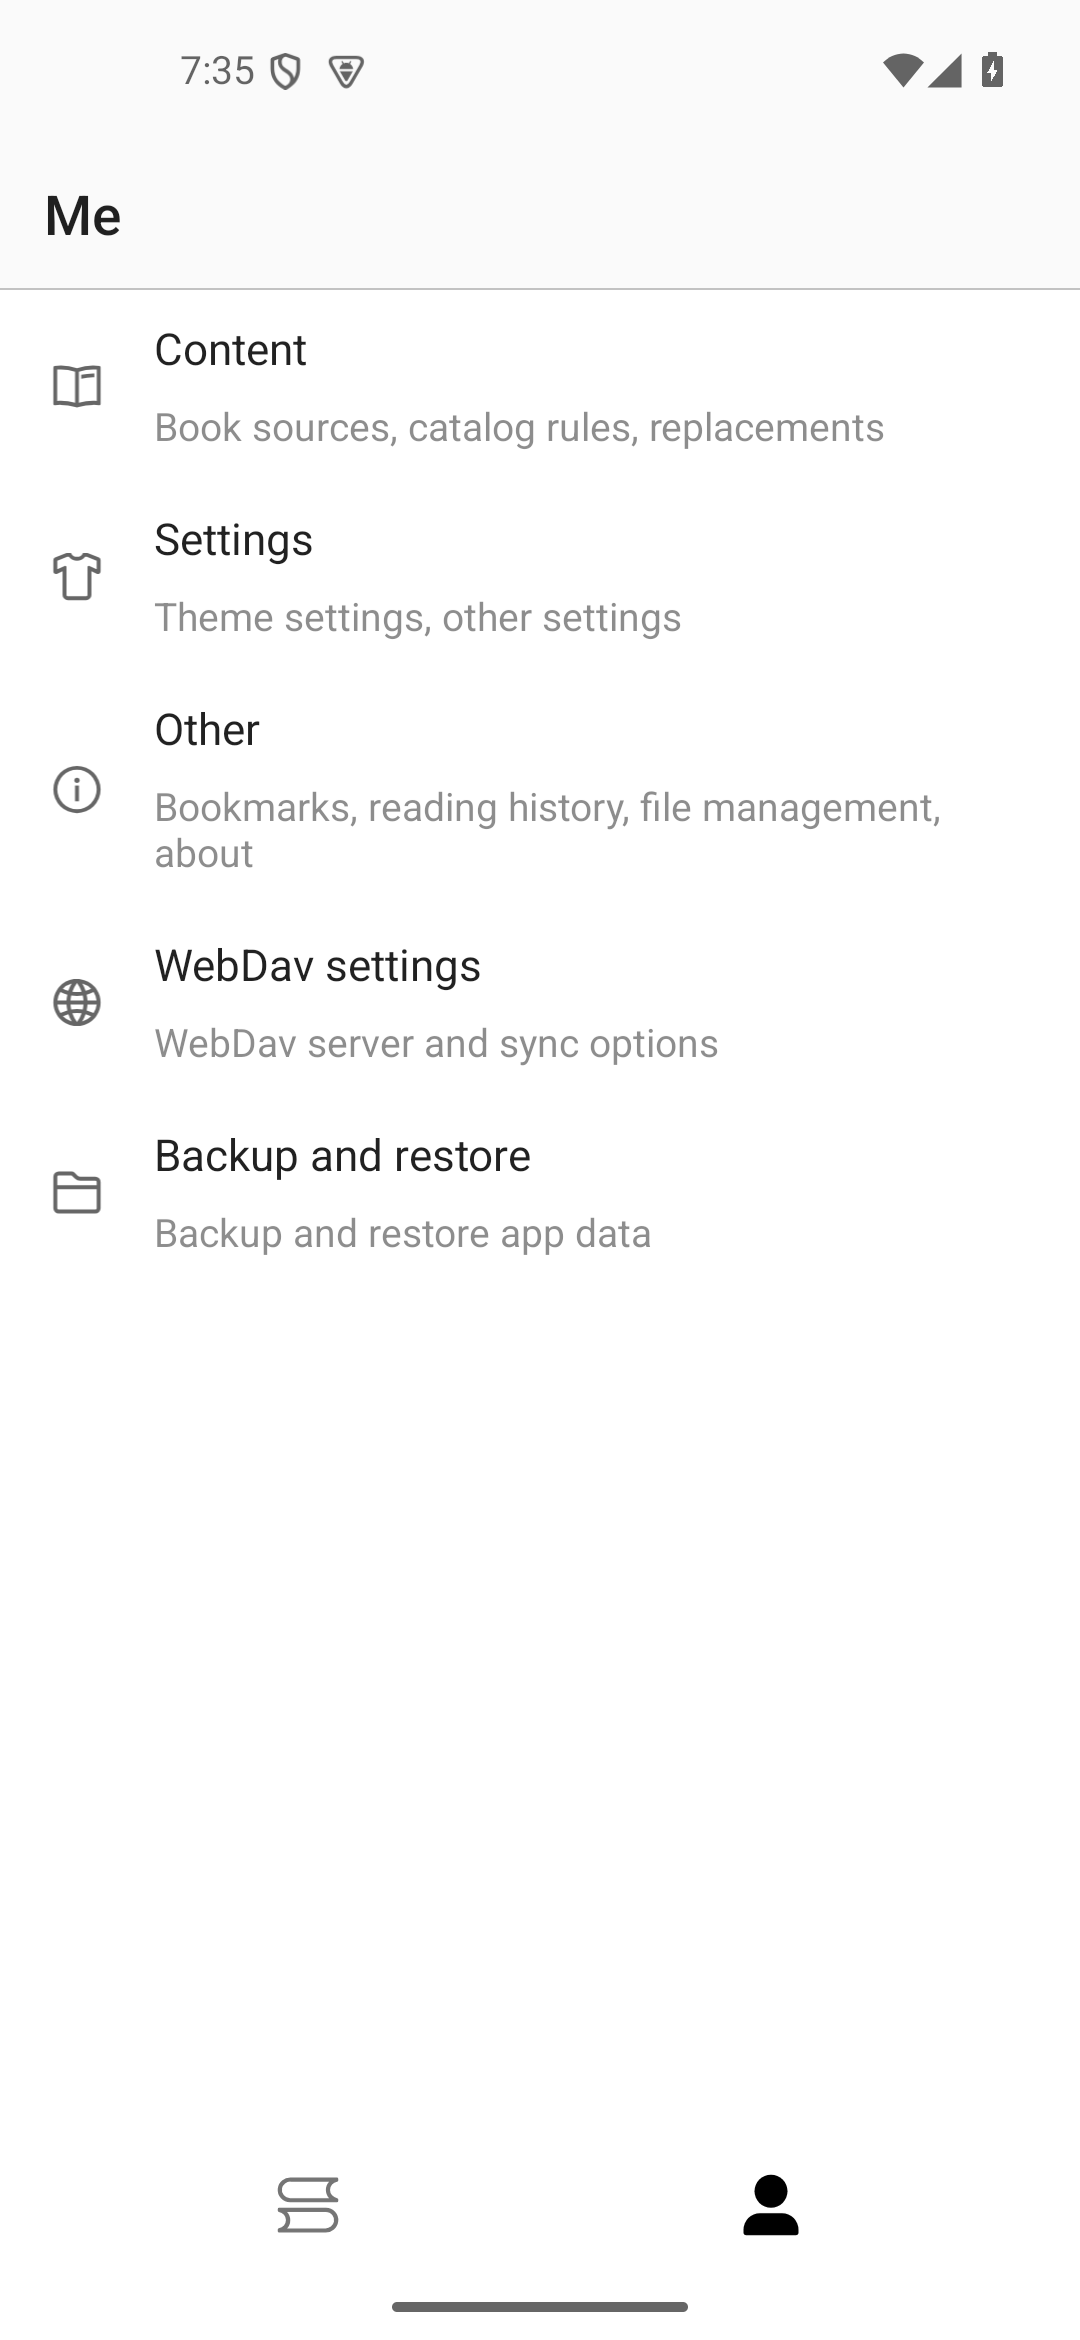 7:35
Me
Content
Book sources, catalog rules, replacements
Settings
Theme settings, other settings
Other
Bookmarks, reading history, file management,
about
WebDav settings
WebDav server and sync options
Backup and restore
Backup and restore app data